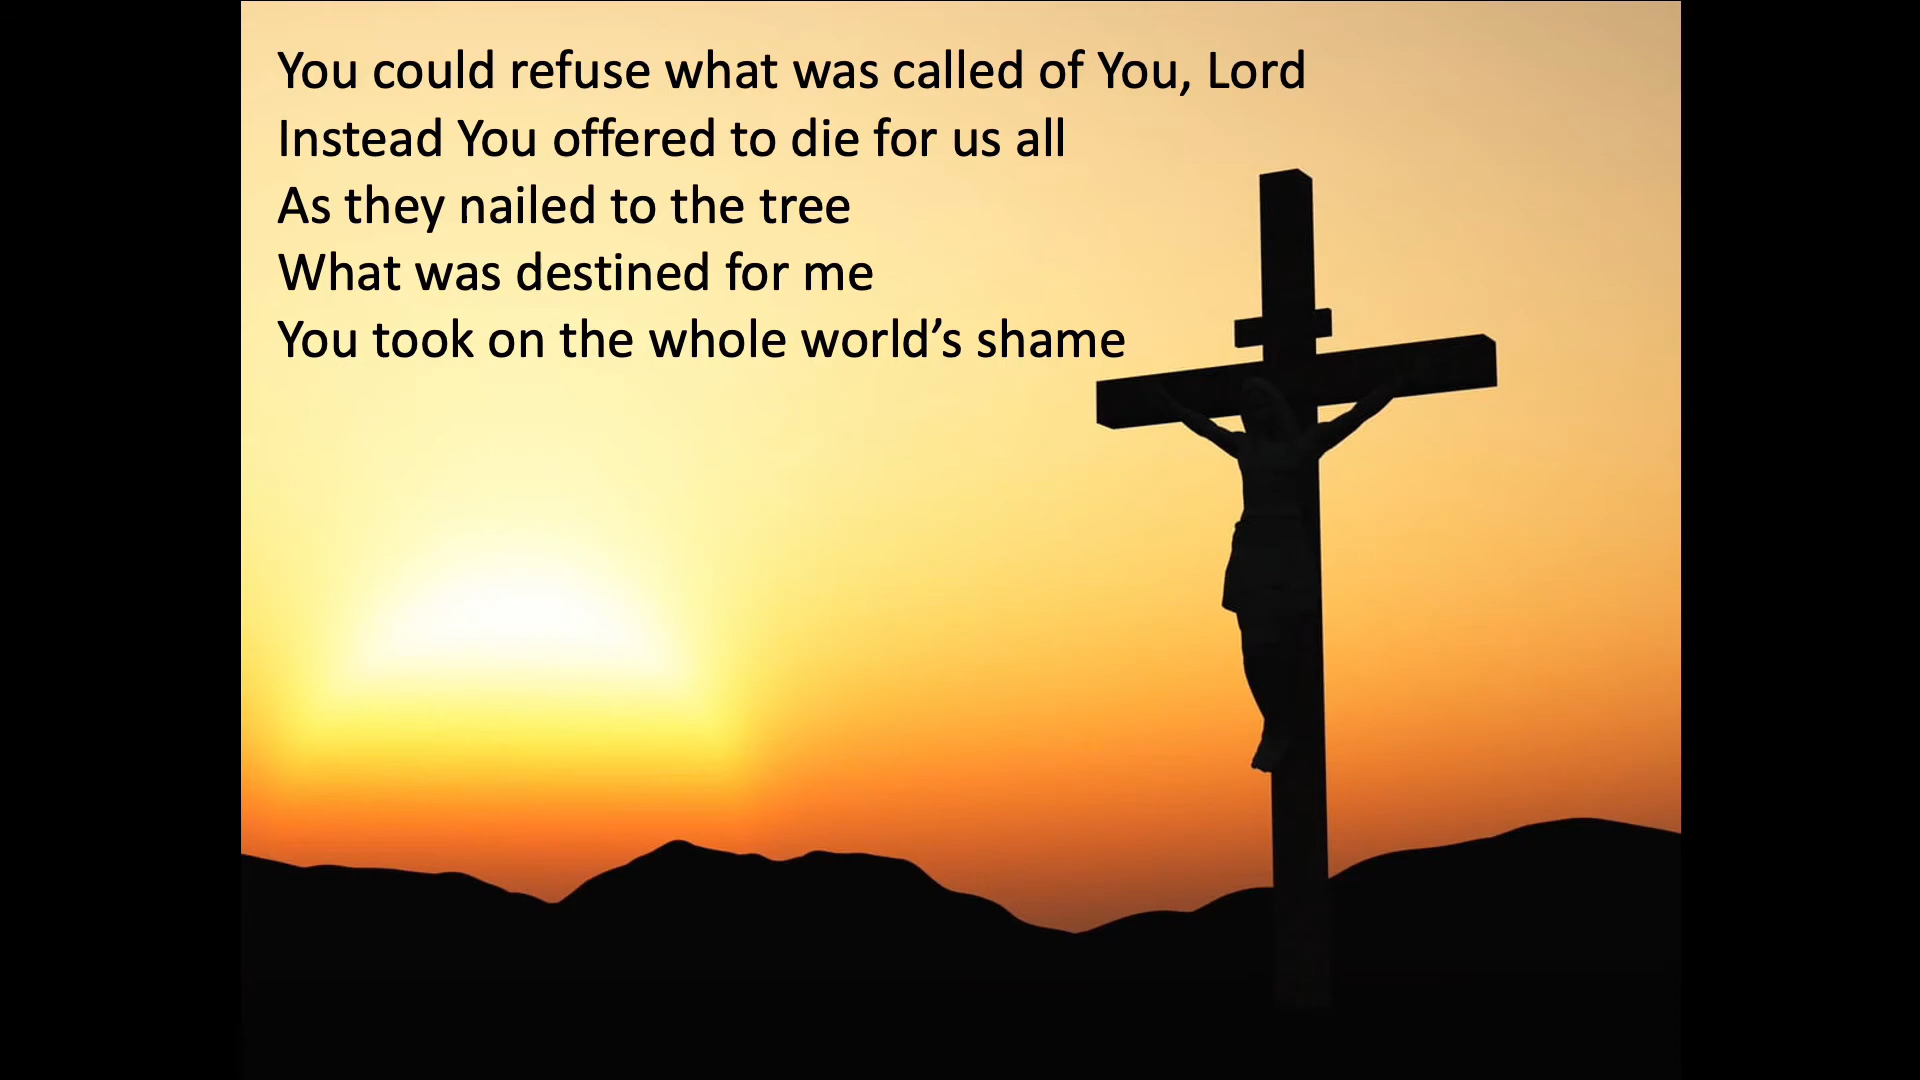 You could refuse what was called of You, Lord
Instead You offered to die for us all
As they nailed to the tree
What was destined for me
You took on the whole world’s shame